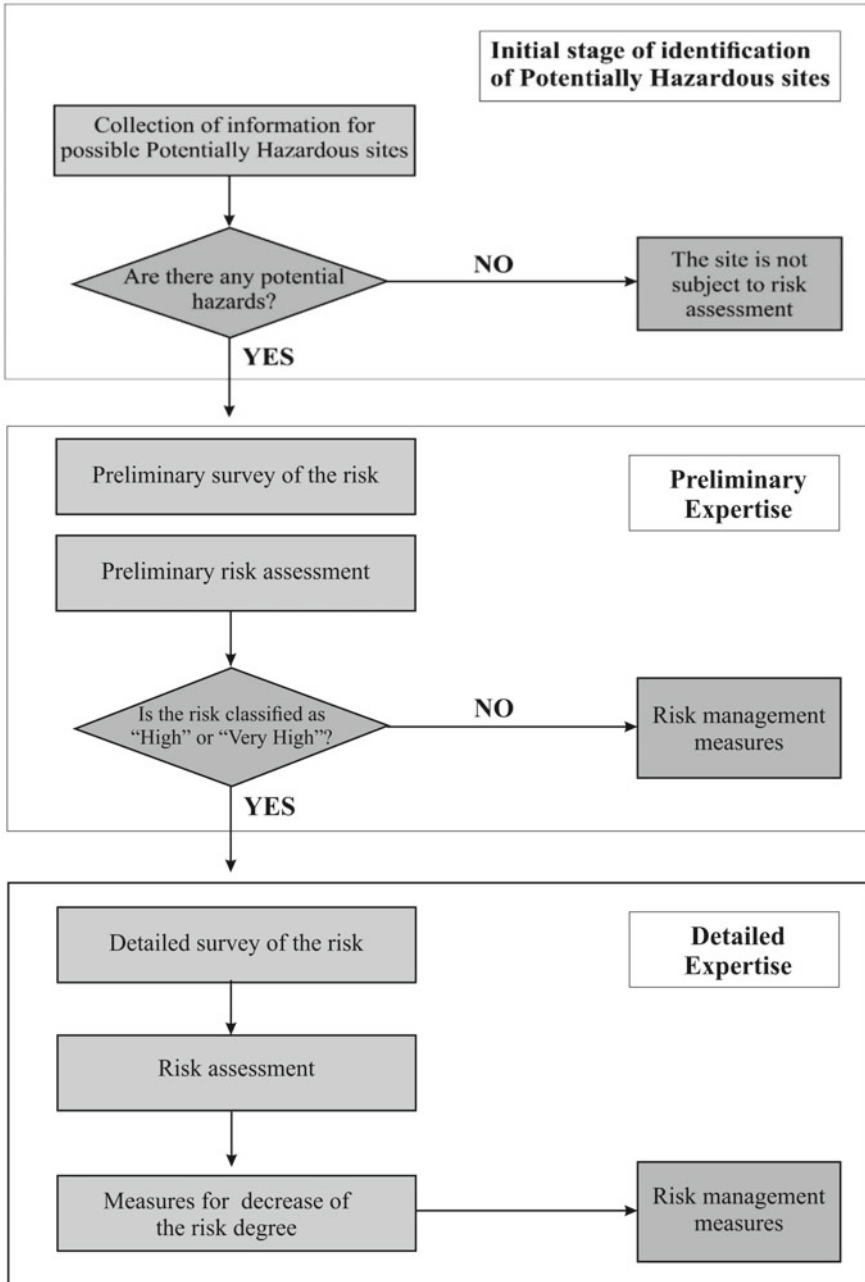 Initial stage of identification
of Potentially Hazardous sites
Collection of information for
possible Potentially Hazardous sites
Are there any potential
hazards?
NO
The site is not
subject to risk
assessment
YES
Preliminary survey of the risk
Preliminary
Expertise
Preliminary risk assessment
Is the risk classified as
“High” or “Very High”?
NO
Risk management
measures
YES
Detailed survey of the risk
Detailed
Expertise
Risk assessment
Measures for decrease of
the risk degree
Risk management
measures